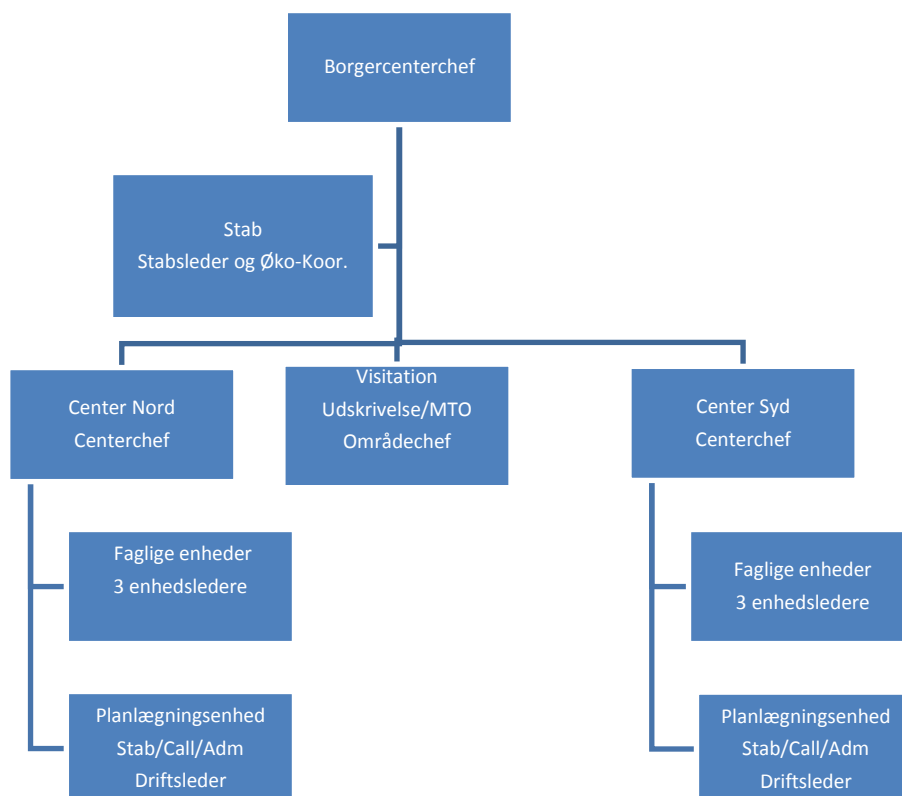 Borgercenterchef
Stab
Stabsleder og Øko-Koor.
Center Nord
Centerchef
Visitation
Udskrivelse/MTO
Områdechef
Center Syd
Centerchef
Faglige enheder
3 enhedsledere
Faglige enheder
3 enhedsledere
Planlægningsenhed
Stab/Call/Adm
Driftsleder
Planlægningsenhed
Stab/Call/Adm
Driftsleder